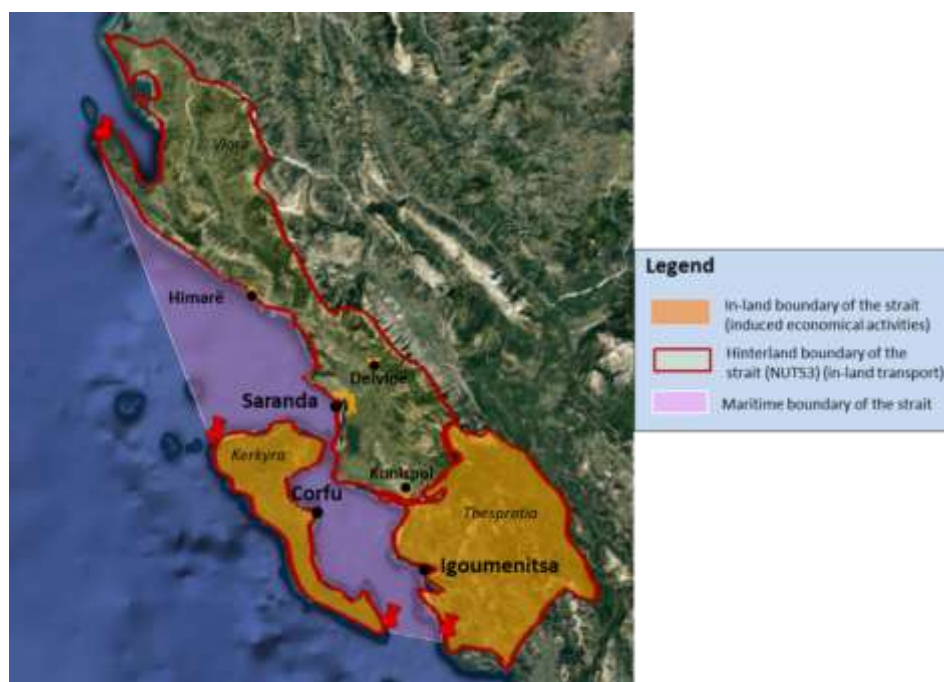 Vlora
Himarë
Delvinë
Saranda
Kerkyra
Konispol
Corfu
Thesprotia
Igoumenitsa
Legend
In-land boundary of the strait
(induced economical activities)
Hinterland boundary of the
strait (NUTS3) (in-land transport)
Maritime boundary of the strait